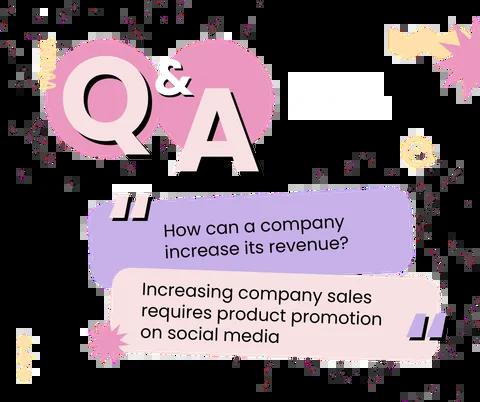 Q & A
How can a company
increase its revenue?
Increasing company sales
requires product promotion
on social media